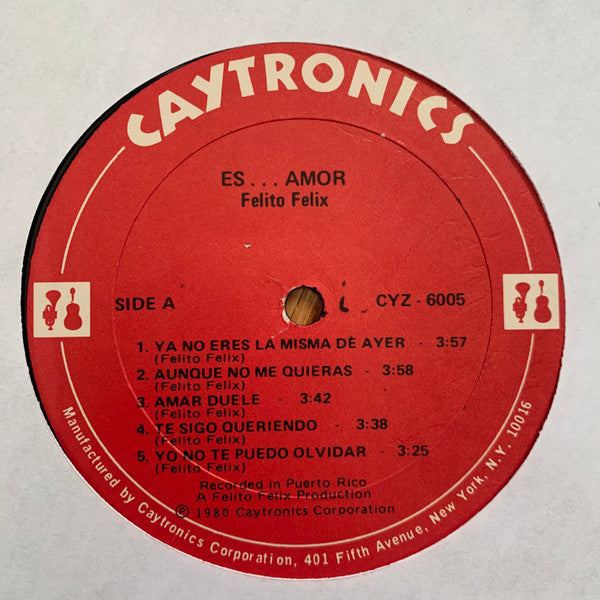 CAYTRONICS
ES . . . AMOR
Felito Felix
SIDE A
CYZ - 6005
1. YA NO ERES LA MISMA DE AYER - 3:57
(Felito Felix)
2. AUNQUE NO ME QUIERAS - 3:58
(Felito Felix)
3. AMAR DUELE - 3:42
(Felito Felix)
4. TE SIGO QUERIENDO - 3:38
(Felito Felix)
5. YO NO TE PUEDO OLVIDAR - 3:25
(Felito Felix)
Recorded in Puerto Rico
A Felito Felix Production
℗ 1980 Caytronics Corporation
Manufactured by Caytronics Corporation, 401 Fifth Avenue, New York, N.Y. 10016